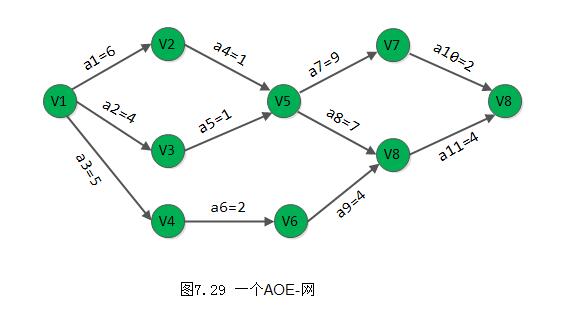 V2
V7
a1=6
a4=1
a7=9
a10=2
V1
V5
V8
a2=4
a5=1
a8=7
V3
V8
a11=4
a3=5
a6=2
a9=4
V4
V6
图7.29 一个AOE-网